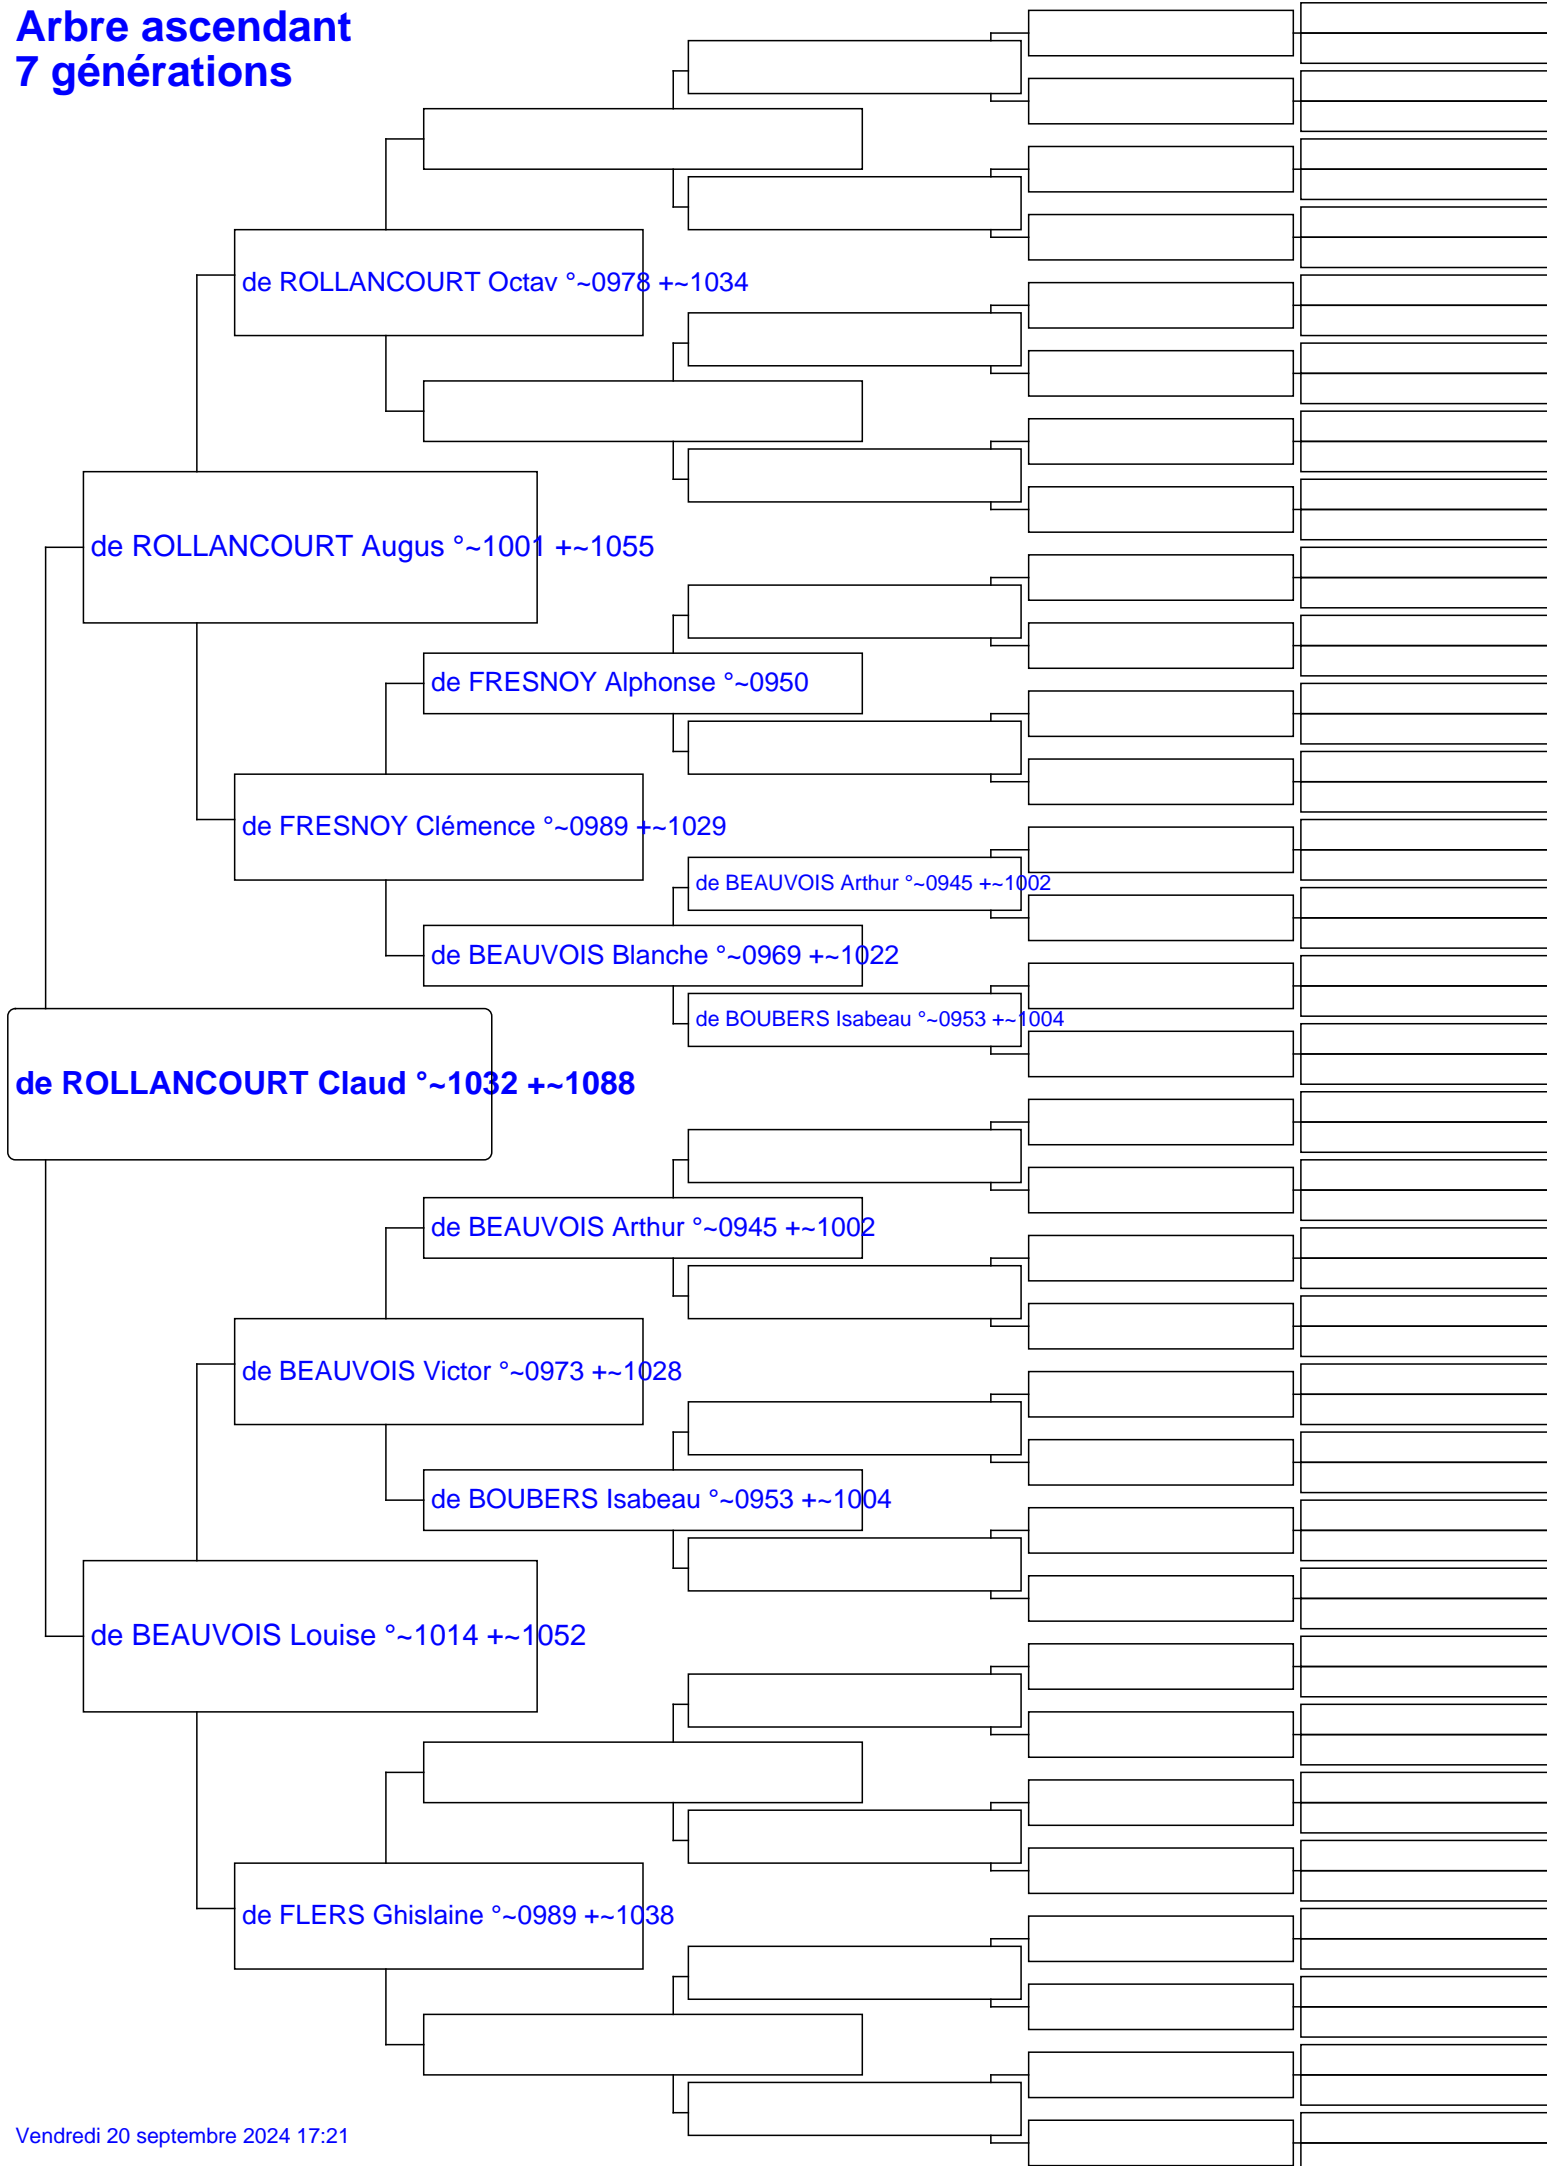 Arbre ascendant
7 générations
de ROLLANCOURT Octav °~0978 +~1034
de ROLLANCOURT Augus °~1001 +~1055
de FRESNOY Alphonse °~0950
de FRESNOY Clémence °~0989 +~1029
de BEAUVOIS Arthur °~0945 +~1002
de BEAUVOIS Blanche °~0969 +~1022
de BOUBERS Isabeau °~0953 +~1004
de ROLLANCOURT Claud °~1032 +~1088
de BEAUVOIS Arthur °~0945 +~1002
de BEAUVOIS Victor °~0973 +~1028
de BOUBERS Isabeau °~0953 +~1004
de BEAUVOIS Louise °~1014 +~1052
de FLERS Ghislaine °~0989 +~1038
Vendredi 20 septembre 2024 17:21